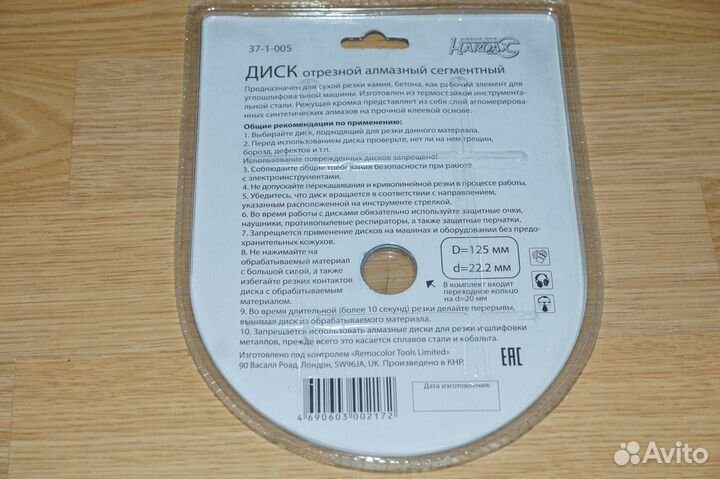 37-1-005
HARDAX
ДИСК отрезной алмазный сегментный
Предназначен для сухой резки камня, бетона, как рабочий элемент для
углошлифовальной машины. Изготовлен из термостойкой инструмента-
льной стали. Режущая кромка представляет из себя слой агломерирова-
нных синтетических алмазов на прочной клеевой основе.
Общие рекомендации по применению:
1. Выбирайте диск, подходящий для резки данного материала.
2. Перед использованием диска проверьте, нет ли на нем трещин,
борозд, дефектов и т.п.
Использование поврежденных дисков запрещено!
3. Соблюдайте общие требования безопасности при работе
с электроинструментами.
4. Не допускайте перекашивания и криволинейной резки в процессе работы.
5. Убедитесь, что диск вращается в соответствии с направлением,
указанным расположенной на инструменте стрелкой.
6. Во время работы с дисками обязательно используйте защитные очки,
наушники, противопылевые респираторы, а также защитные перчатки.
7. Запрещается применение дисков на машинах и оборудовании без предо-
хранительных кожухов.
8. Не нажимайте на
обрабатываемый материал
с большой силой, а также
избегайте резких контактов
диска с обрабатываемым
материалом.
D=125 мм
d=22.2 мм
В комплект входит
переходное кольцо
на d=20 мм
9. Во время длительной (более 10 секунд) резки делайте перерывы,
вынимая диск из обрабатываемого материала.
10. Запрещается использовать алмазные диски для резки и шлифовки
металлов, прежде всего это касается сплавов стали и кобальта.
Изготовлено под контролем «Remocolor Tools Limited»
90 Васалл Роад, Лондон, SW96JA, UK. Произведено в КНР.
EAC
Дата изготовления:
4 690603 002172
Avito